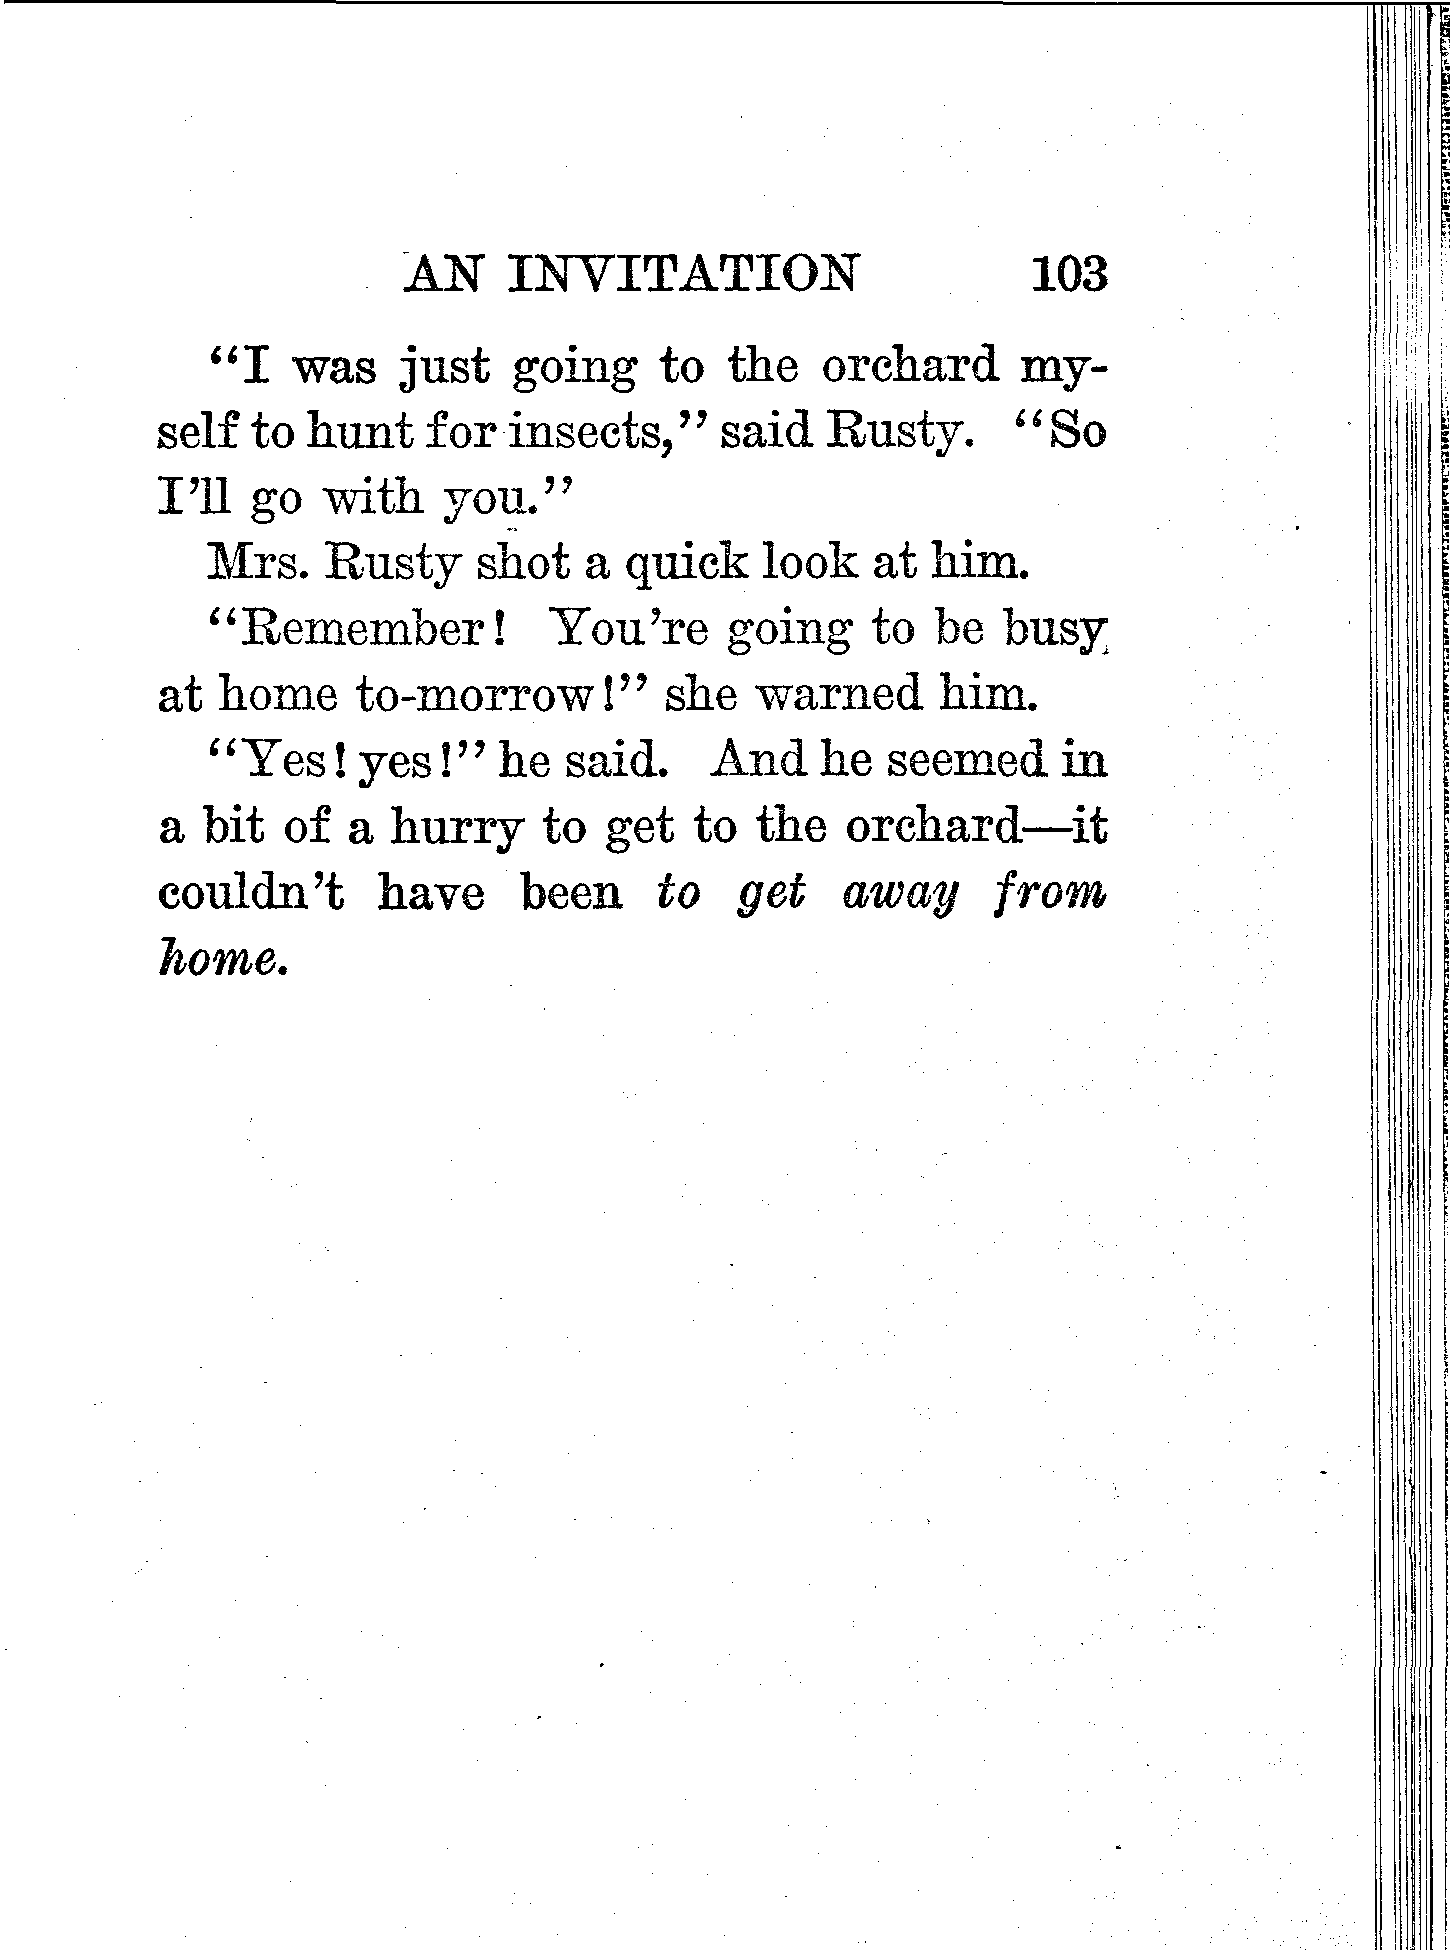 AN INVITATION 103
“I was just going to the orchard my-
self to hunt for insects,” said Rusty. “So
I’ll go with you.”
Mrs. Rusty shot a quick look at him.
“Remember! You’re going to be busy
at home to-morrow!” she warned him.
“Yes! yes!” he said. And he seemed in
a bit of a hurry to get to the orchard—it
couldn’t have been to get away from
home.